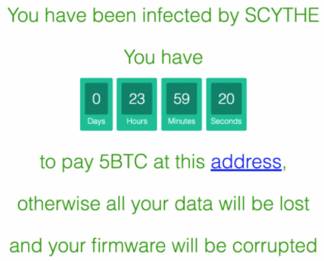 You have been infected by SCYTHE
You have
0 23 59 20
Days Hours Minutes Seconds
to pay 5BTC at this address,
otherwise all your data will be lost
and your firmware will be corrupted